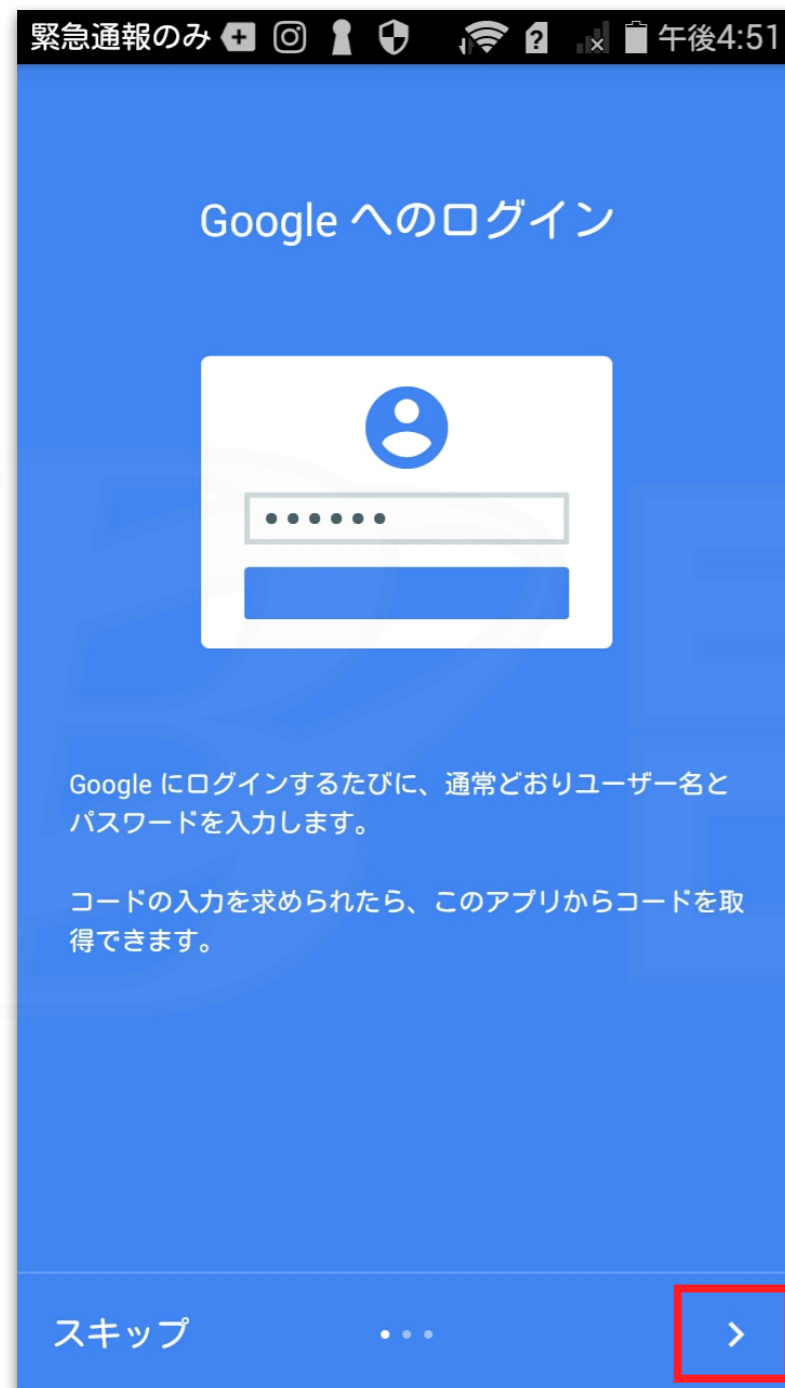 緊急通報のみ 午後4:51
Google へのログイン
Google にログインするたびに、通常どおりユーザー名と
パスワードを入力します。
コードの入力を求められたら、このアプリからコードを取
得できます。
スキップ